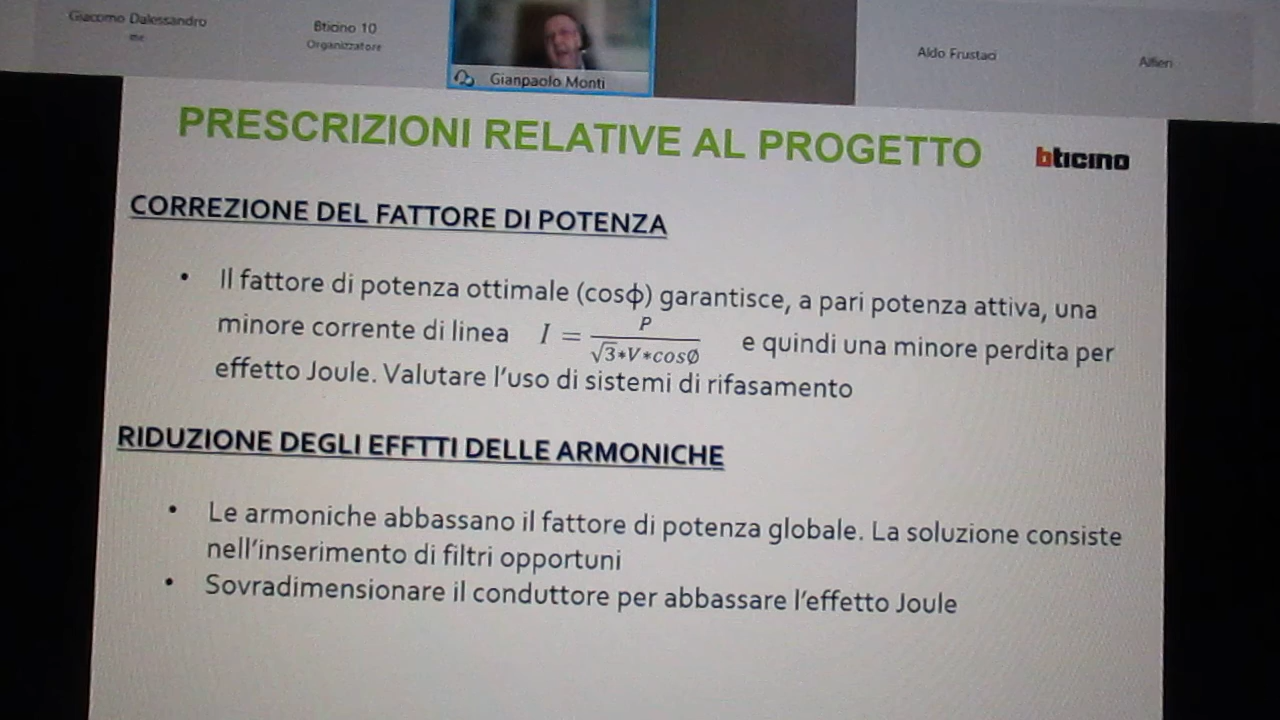 Giacomo Dalessandro
me
Bticino 10
Organizzatore
Gianpaolo Monti
Aldo Frustaci
Alfieri
PRESCRIZIONI RELATIVE AL PROGETTO
bticino
CORREZIONE DEL FATTORE DI POTENZA
• Il fattore di potenza ottimale (cosϕ) garantisce, a pari potenza attiva, una
minore corrente di linea I = P / √3*V*cosØ e quindi una minore perdita per
effetto Joule. Valutare l'uso di sistemi di rifasamento
RIDUZIONE DEGLI EFFTTI DELLE ARMONICHE
• Le armoniche abbassano il fattore di potenza globale. La soluzione consiste
nell'inserimento di filtri opportuni
• Sovradimensionare il conduttore per abbassare l'effetto Joule